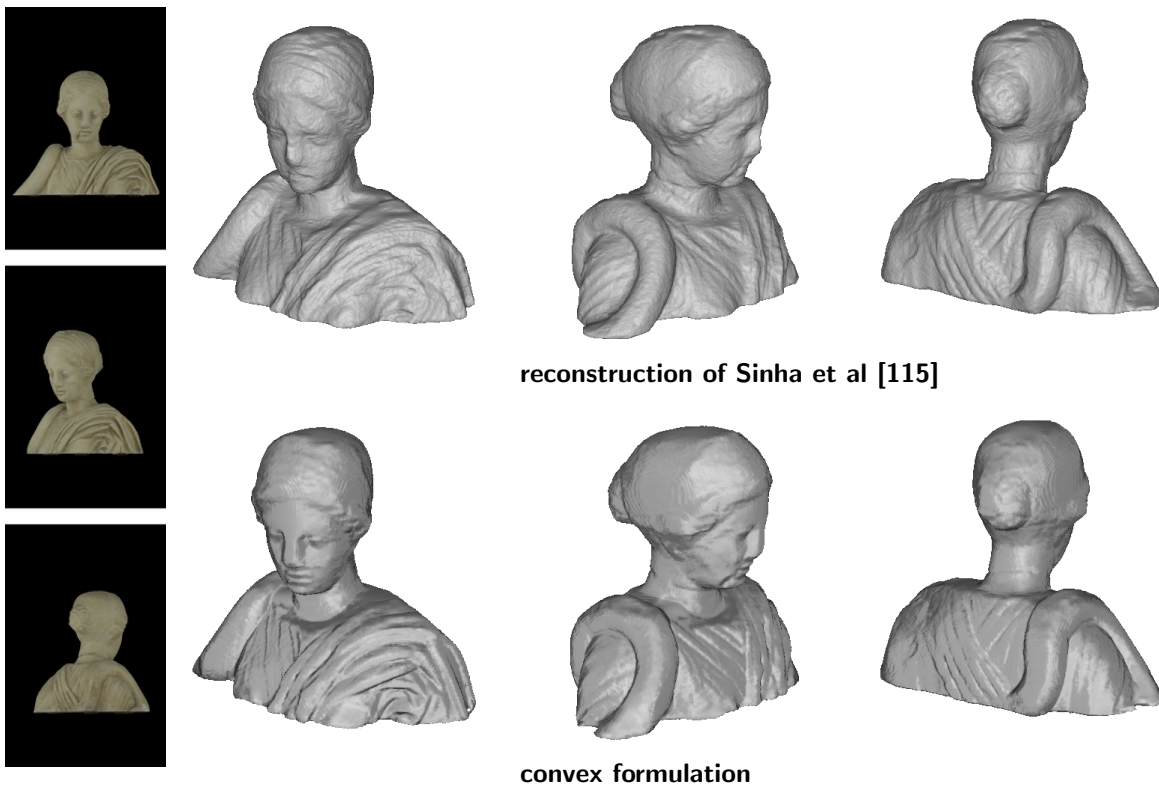 reconstruction of Sinha et al [115]
convex formulation